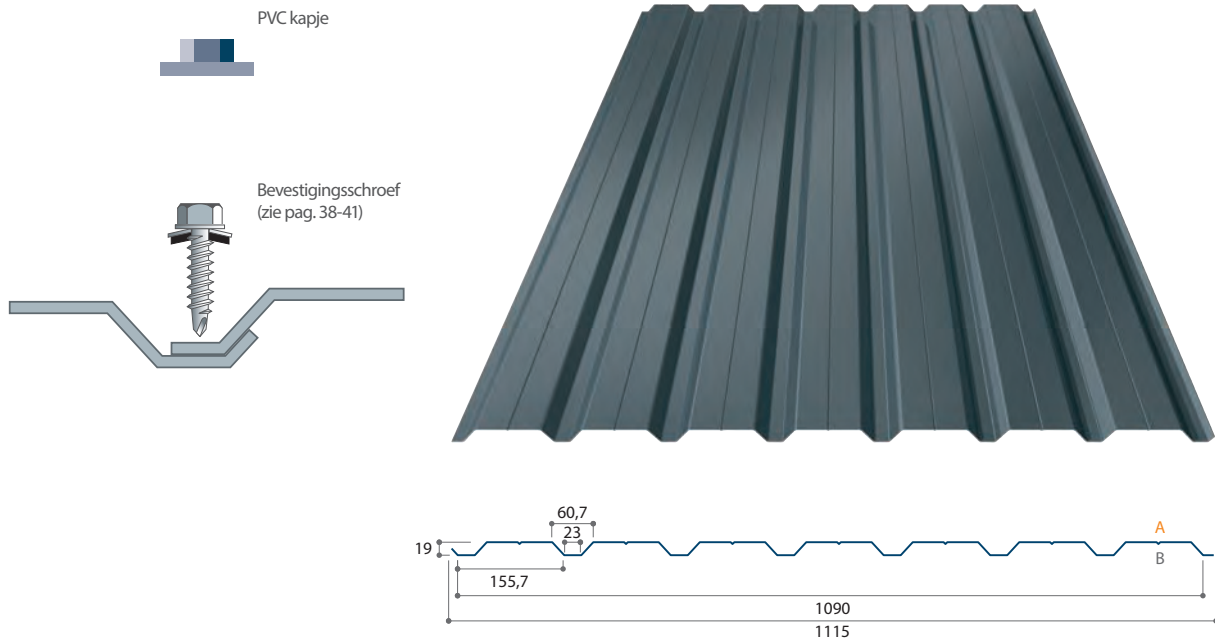 PVC kapje
Bevestigingsschroef
(zie pag. 38-41)
60,7
23
19
155,7
A
B
1090
1115